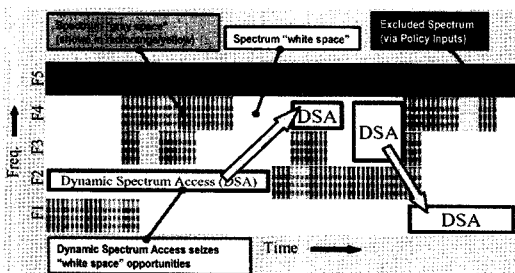 Spectrum "white space"
Excluded Spectrum
(via Policy Inputs)
F5
F4
F3
F2
F1
Freq.
DSA
DSA
Dynamic Spectrum Access (DSA)
DSA
Dynamic Spectrum Access seizes
"white space" opportunities
Time